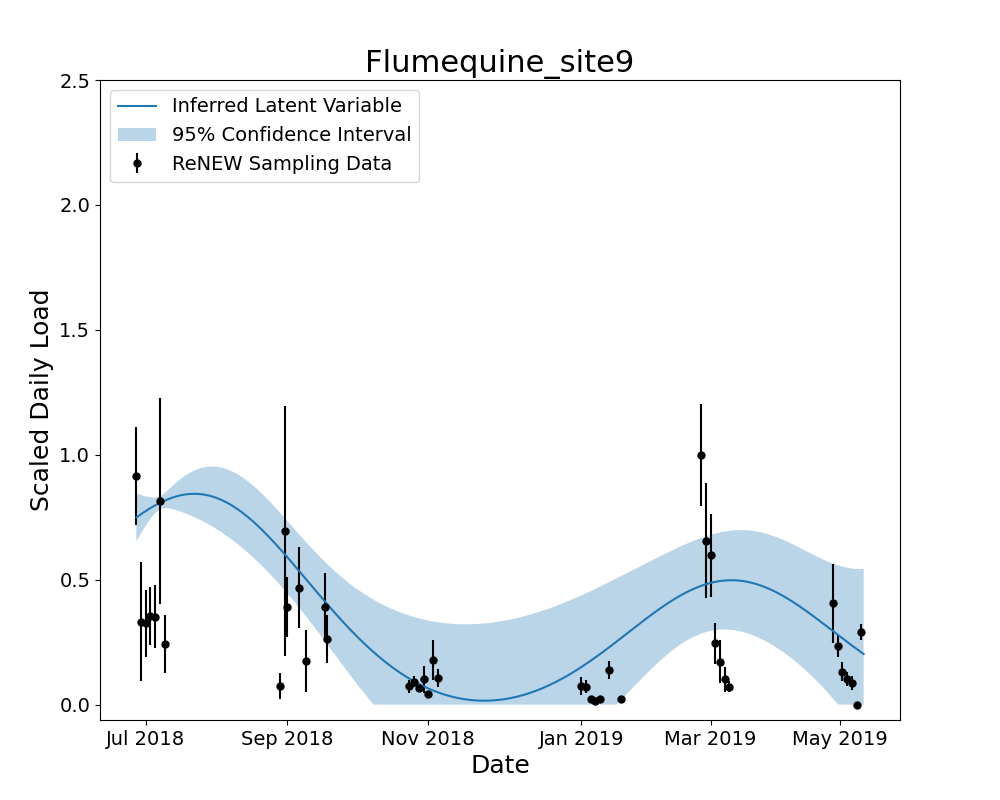 Flumequine_site9
2.5
2.0
1.5
1.0
0.5
0.0
Scaled Daily Load
Inferred Latent Variable
95% Confidence Interval
ReNEW Sampling Data
Jul 2018
Sep 2018
Nov 2018
Jan 2019
Mar 2019
May 2019
Date